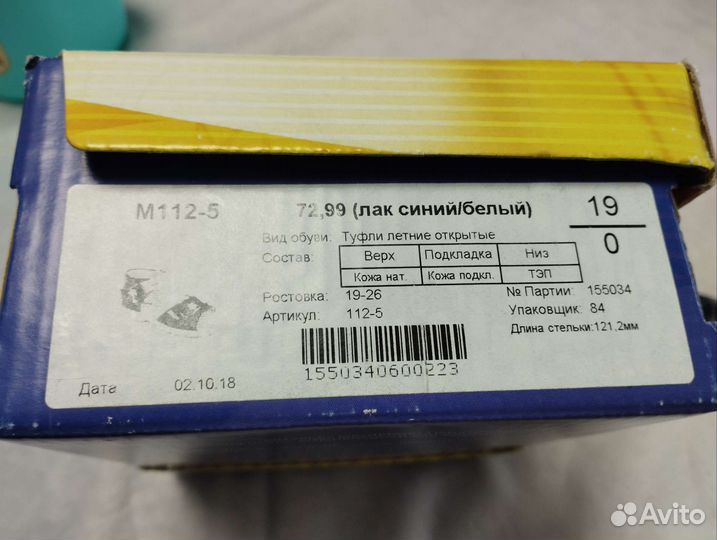 М112-5 72,99 (лак синий/белый) 19
0
Вид обуви: Туфли летние открытые
Состав: Верх Подкладка Низ
Кожа нат. Кожа подкл. ТЭП
Ростовка: 19-26 № Партии: 155034
Артикул: 112-5 Упаковщик: 84
Длина стельки: 121,2мм
1550340600223
Дата 02.10.18
Avito